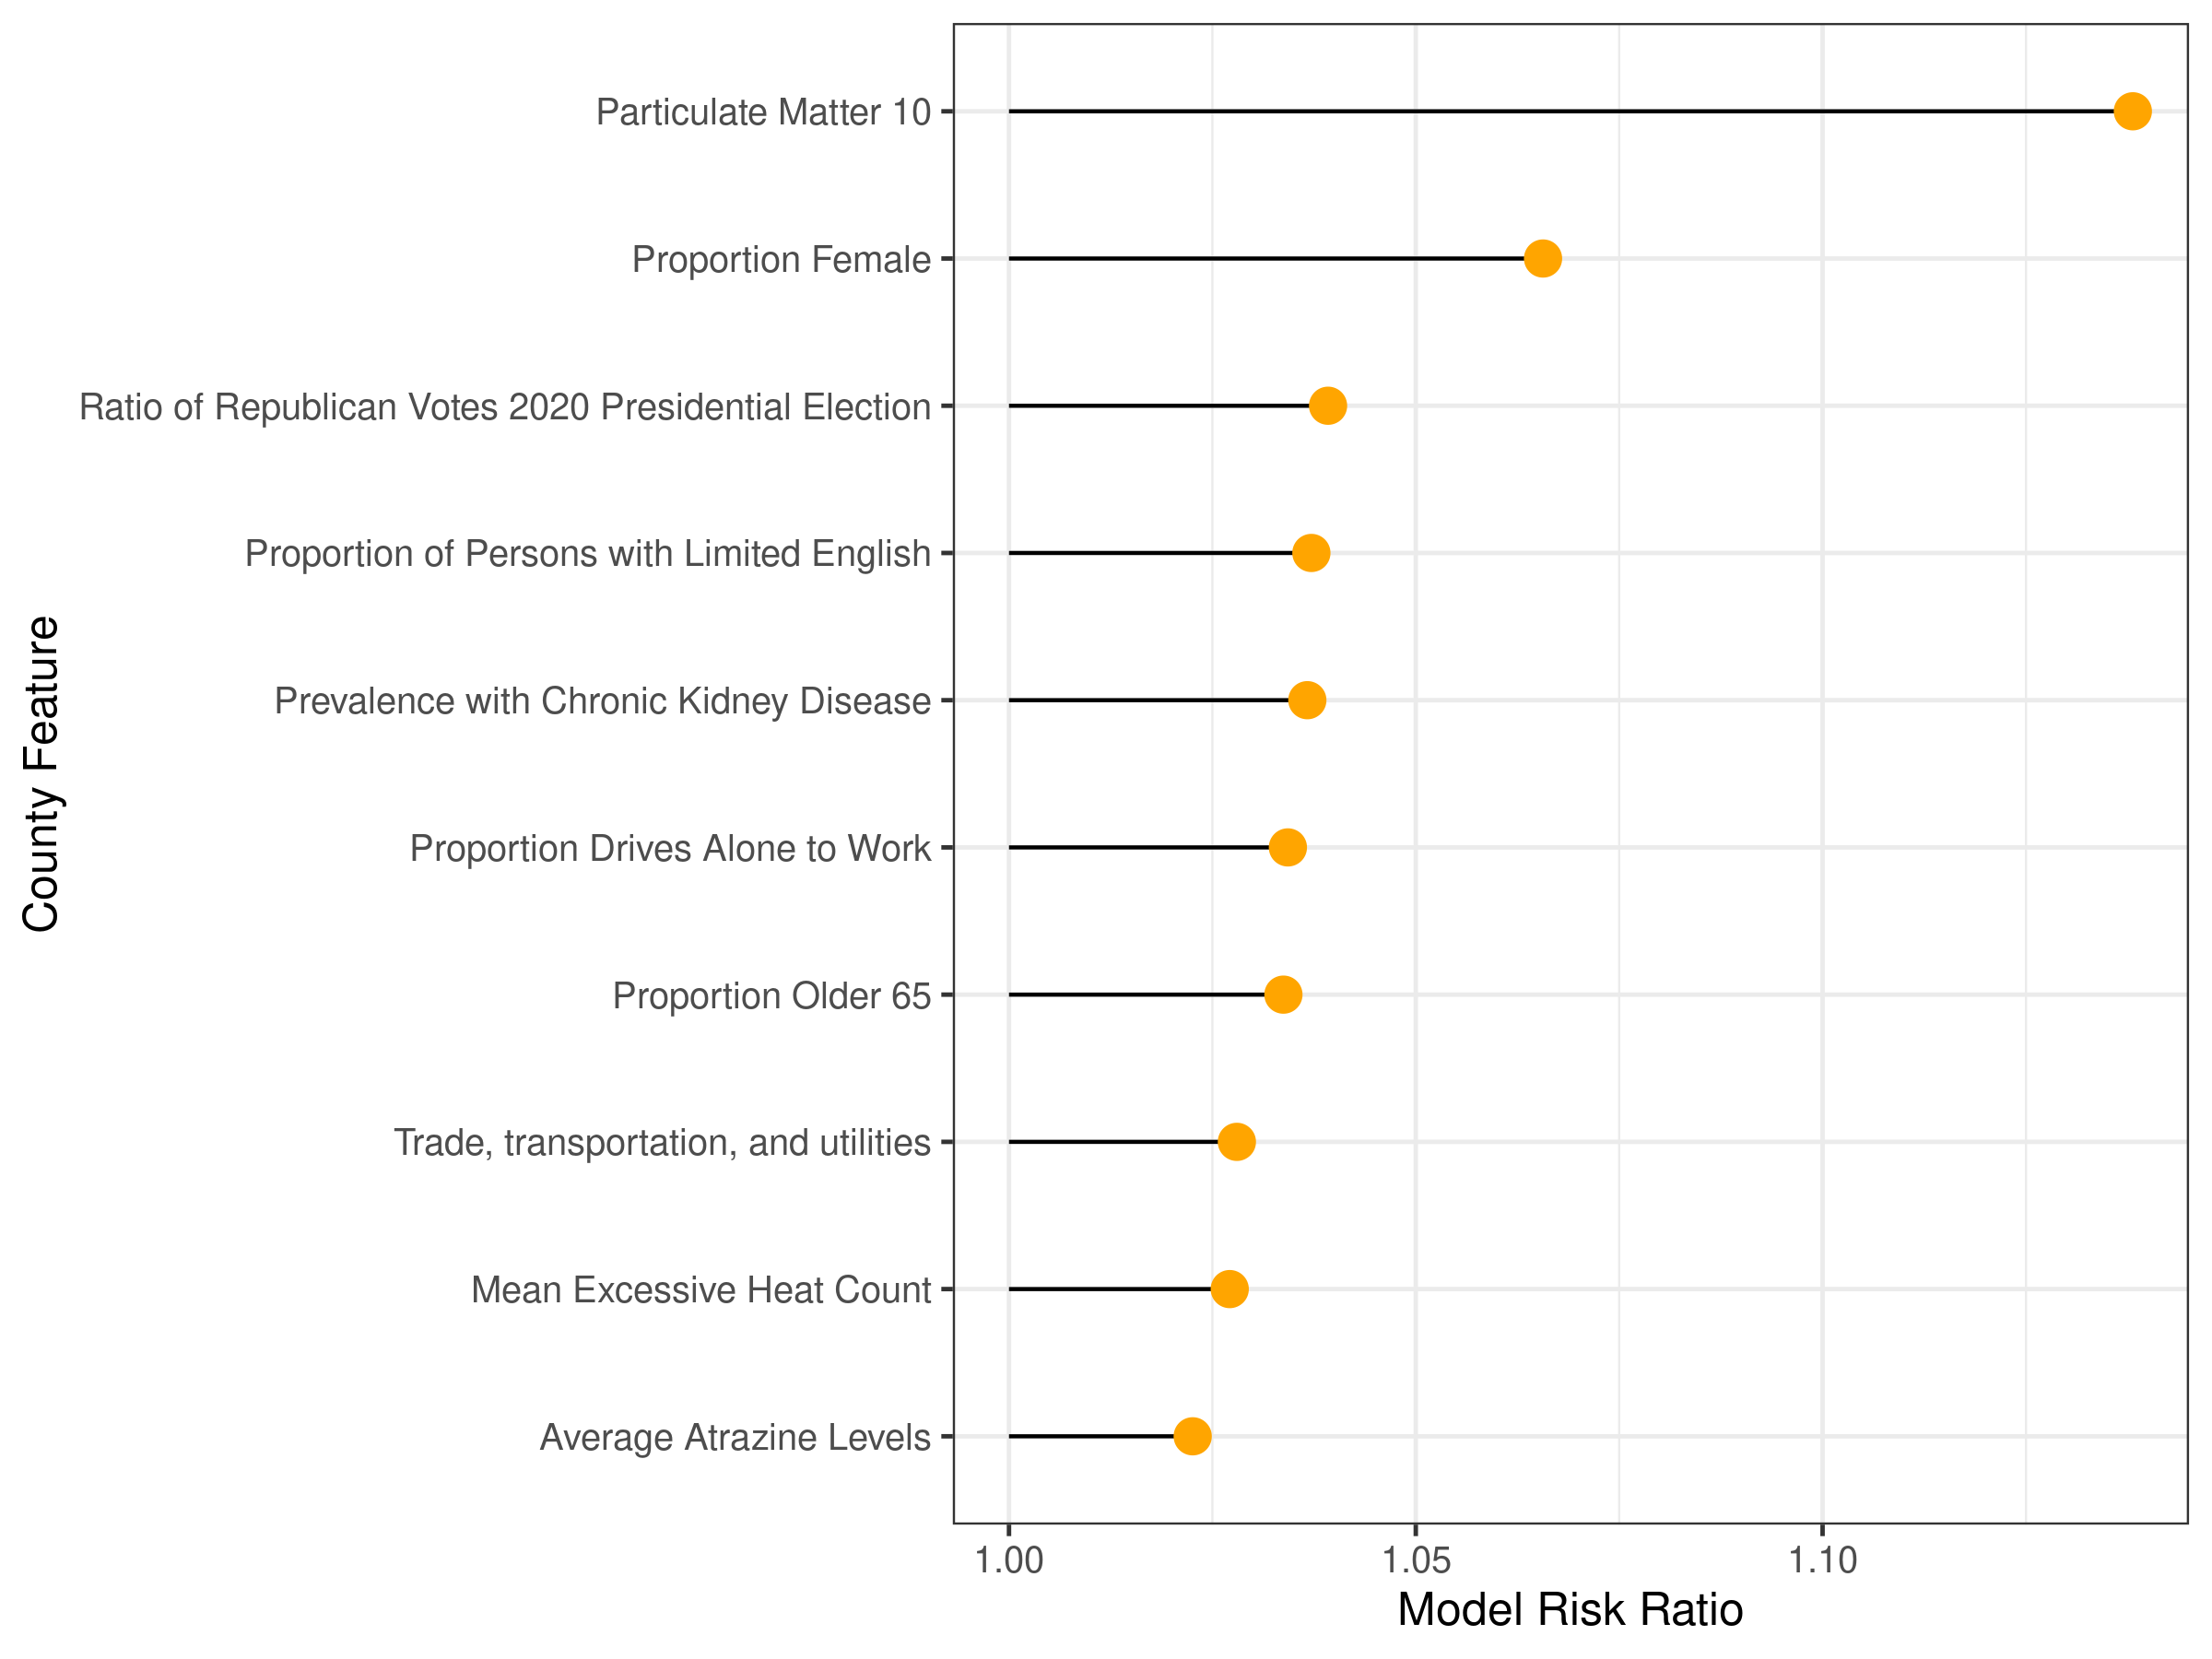 Particulate Matter 10
Proportion Female
Ratio of Republican Votes 2020 Presidential Election
Proportion of Persons with Limited English
Prevalence with Chronic Kidney Disease
Proportion Drives Alone to Work
Proportion Older 65
Trade, transportation, and utilities
Mean Excessive Heat Count
Average Atrazine Levels
County Feature
1.00
1.05
1.10
Model Risk Ratio